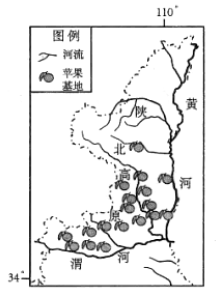 110°
图例
河流
苹果
基地
陕
北
高
原
黄
河
渭 河
34°